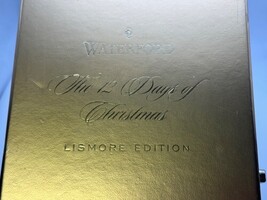 WATERFORD
The 12 Days of
Christmas
LISMORE EDITION